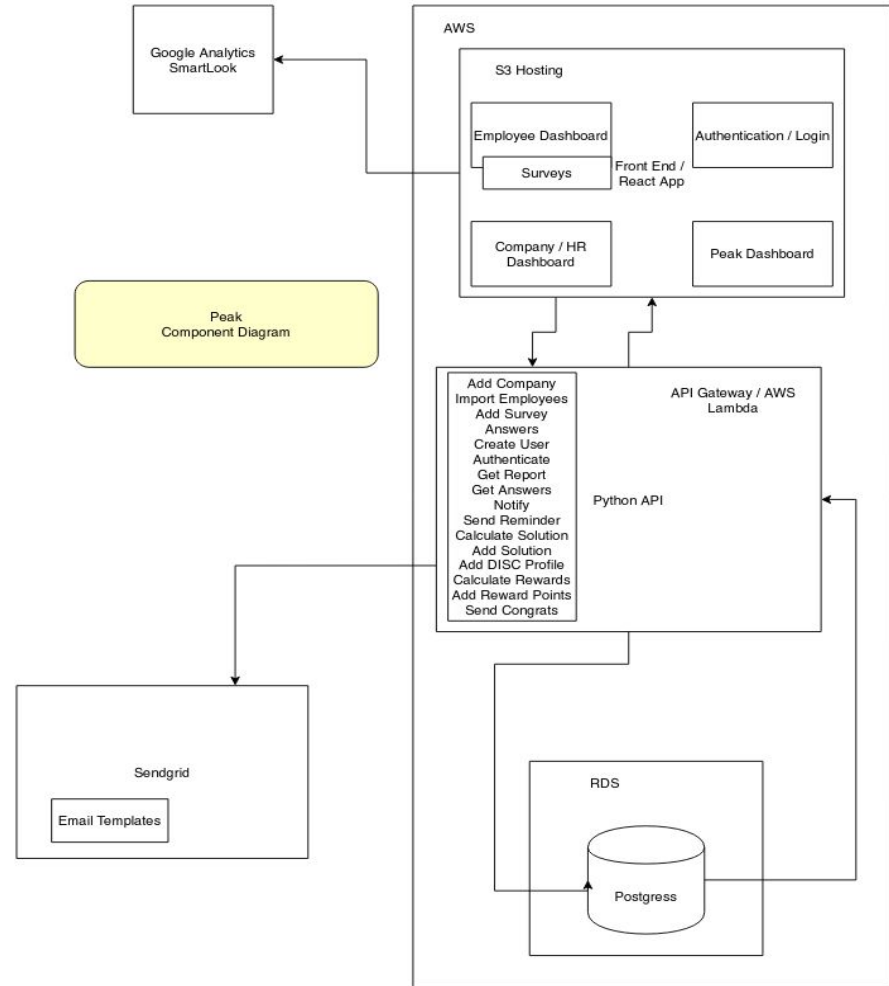 Google Analytics
SmartLook
AWS
S3 Hosting
Employee Dashboard
Surveys
Front End /
React App
Authentication / Login
Company / HR
Dashboard
Peak Dashboard
Peak
Component Diagram
Add Company
Import Employees
Add Survey
Answers
Create User
Authenticate
Get Report
Get Answers
Notify
Send Reminder
Calculate Solution
Add Solution
Add DISC Profile
Calculate Rewards
Add Reward Points
Send Congrats
API Gateway / AWS
Lambda
Python API
Sendgrid
Email Templates
RDS
Postgress